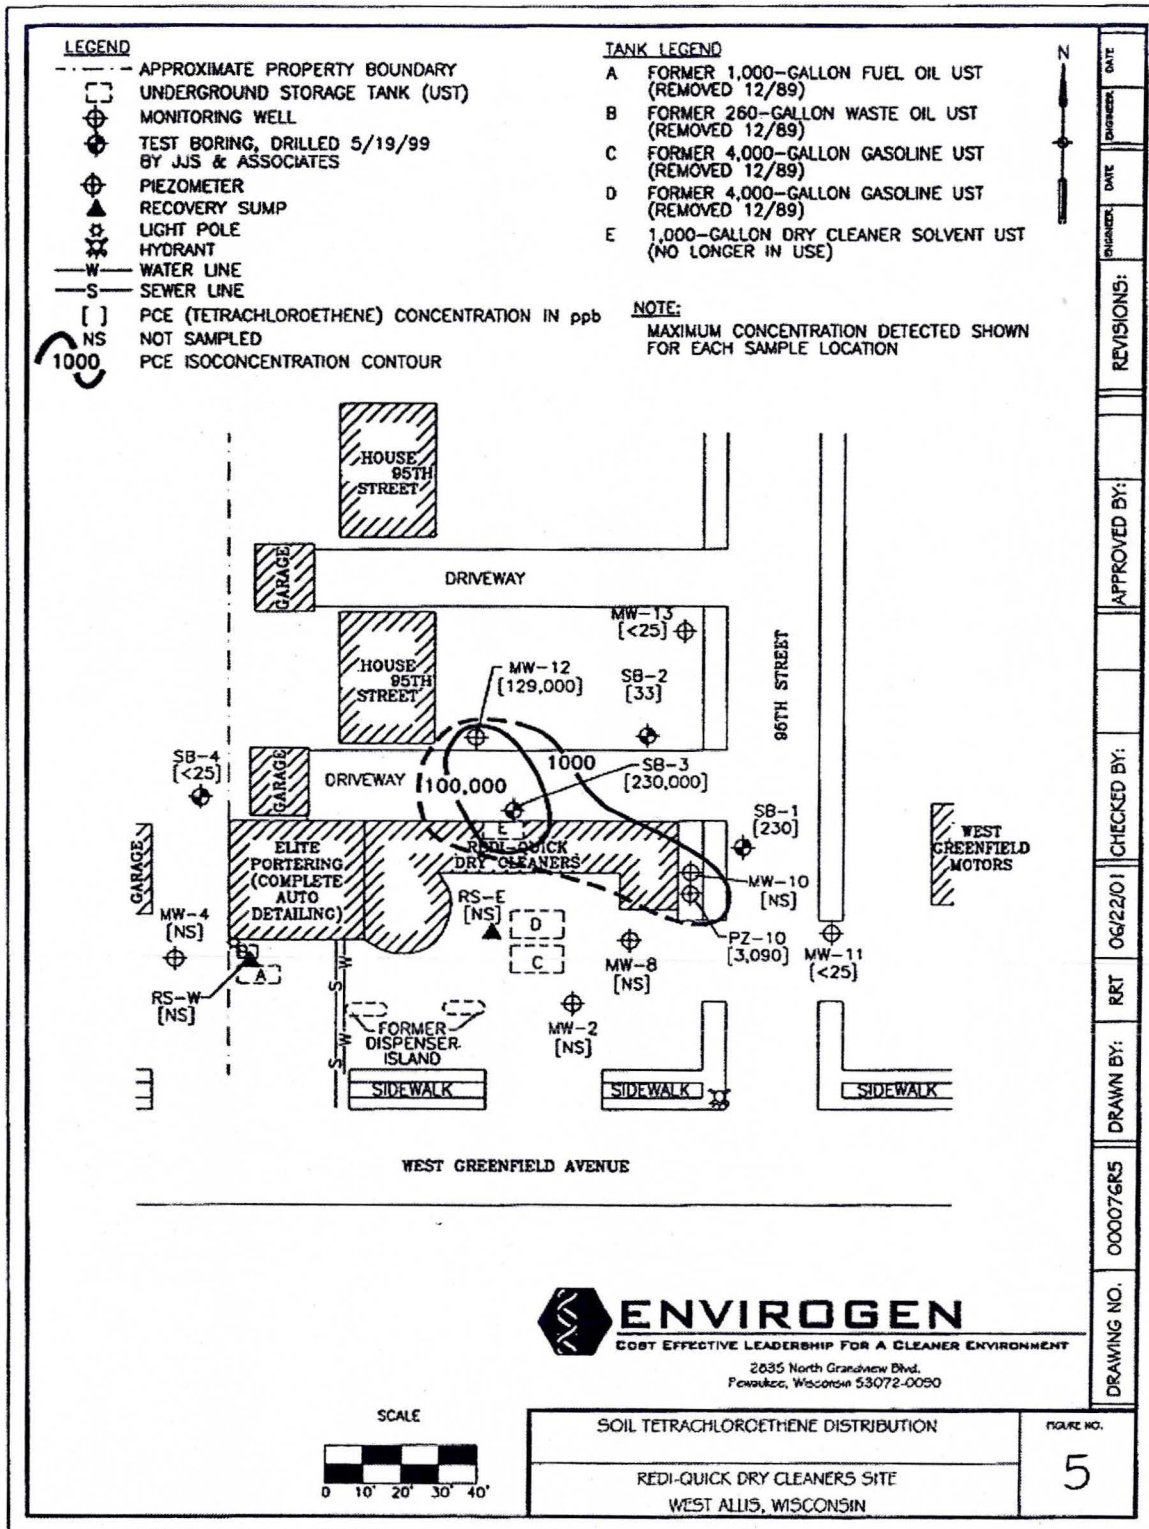 LEGEND
APPROXIMATE PROPERTY BOUNDARY
UNDERGROUND STORAGE TANK (UST)
MONITORING WELL
TEST BORING, DRILLED 5/19/99
BY JJS & ASSOCIATES
PIEZOMETER
RECOVERY SUMP
LIGHT POLE
HYDRANT
W WATER LINE
S SEWER LINE
[ ] PCE (TETRACHLOROETHENE) CONCENTRATION IN ppb
NS NOT SAMPLED
1000 PCE ISOCONCENTRATION CONTOUR
TANK LEGEND
A FORMER 1,000-GALLON FUEL OIL UST
(REMOVED 12/89)
B FORMER 260-GALLON WASTE OIL UST
(REMOVED 12/89)
C FORMER 4,000-GALLON GASOLINE UST
(REMOVED 12/89)
D FORMER 4,000-GALLON GASOLINE UST
(REMOVED 12/89)
E 1,000-GALLON DRY CLEANER SOLVENT UST
(NO LONGER IN USE)
NOTE:
MAXIMUM CONCENTRATION DETECTED SHOWN
FOR EACH SAMPLE LOCATION
N
HOUSE
95TH
STREET
GARAGE
DRIVEWAY
MW-13
[<25]
HOUSE
95TH
STREET
MW-12
[129,000]
SB-2
[33]
95TH STREET
SB-4
[<25]
GARAGE
DRIVEWAY
100,000
1000
SB-3
[230,000]
SB-1
[230]
E
GARAGE
ELITE
PORTERING
(COMPLETE
AUTO
DETAILING)
REDI-QUICK
DRY CLEANERS
WEST
GREENFIELD
MOTORS
MW-10
[NS]
RS-E
[NS]
D
C
MW-4
[NS]
PZ-10
[3,090]
MW-11
[<25]
MW-8
[NS]
A
RS-W
[NS]
S W
S W
FORMER
DISPENSER
ISLAND
MW-2
[NS]
SIDEWALK
SIDEWALK
SIDEWALK
WEST GREENFIELD AVENUE
ENVIROGEN
COST EFFECTIVE LEADERSHIP FOR A CLEANER ENVIRONMENT
2835 North Grandview Blvd.
Pewaukee, Wisconsin 53072-0090
SCALE
0 10' 20' 30' 40'
SOIL TETRACHLOROETHENE DISTRIBUTION
REDI-QUICK DRY CLEANERS SITE
WEST ALLIS, WISCONSIN
FIGURE NO.
5
ENGINEER DATE
ENGINEER DATE
REVISIONS:
APPROVED BY:
CHECKED BY:
06/22/01
RRT
DRAWN BY:
00076R5
DRAWING NO.